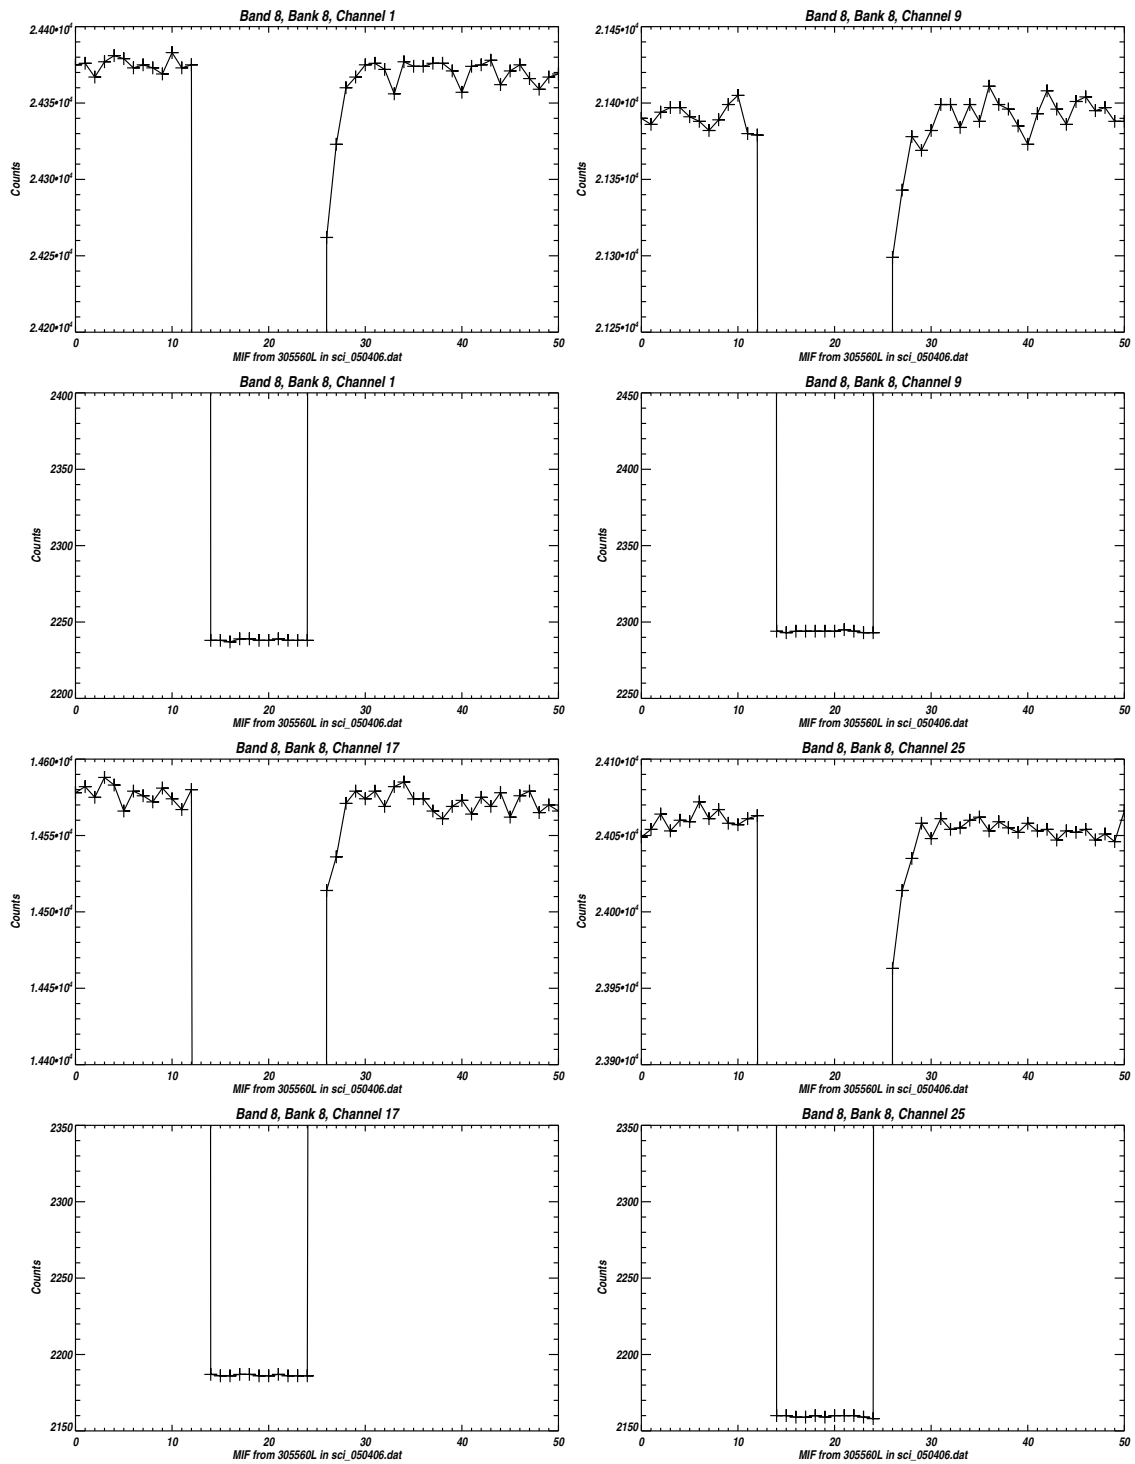 Band 8, Bank 8, Channel 1
2.440•10⁴
2.435•10⁴
2.430•10⁴
2.425•10⁴
2.420•10⁴
Counts
0 10 20 30 40 50
MIF from 305560L in sci_050406.dat
Band 8, Bank 8, Channel 9
2.145•10⁴
2.140•10⁴
2.135•10⁴
2.130•10⁴
2.125•10⁴
Counts
0 10 20 30 40 50
MIF from 305560L in sci_050406.dat
Band 8, Bank 8, Channel 1
2400
2350
2300
2250
2200
Counts
0 10 20 30 40 50
MIF from 305560L in sci_050406.dat
Band 8, Bank 8, Channel 9
2450
2400
2350
2300
2250
Counts
0 10 20 30 40 50
MIF from 305560L in sci_050406.dat
Band 8, Bank 8, Channel 17
1.460•10⁴
1.455•10⁴
1.450•10⁴
1.445•10⁴
1.440•10⁴
Counts
0 10 20 30 40 50
MIF from 305560L in sci_050406.dat
Band 8, Bank 8, Channel 25
2.410•10⁴
2.405•10⁴
2.400•10⁴
2.395•10⁴
2.390•10⁴
Counts
0 10 20 30 40 50
MIF from 305560L in sci_050406.dat
Band 8, Bank 8, Channel 17
2350
2300
2250
2200
2150
Counts
0 10 20 30 40 50
MIF from 305560L in sci_050406.dat
Band 8, Bank 8, Channel 25
2350
2300
2250
2200
2150
Counts
0 10 20 30 40 50
MIF from 305560L in sci_050406.dat